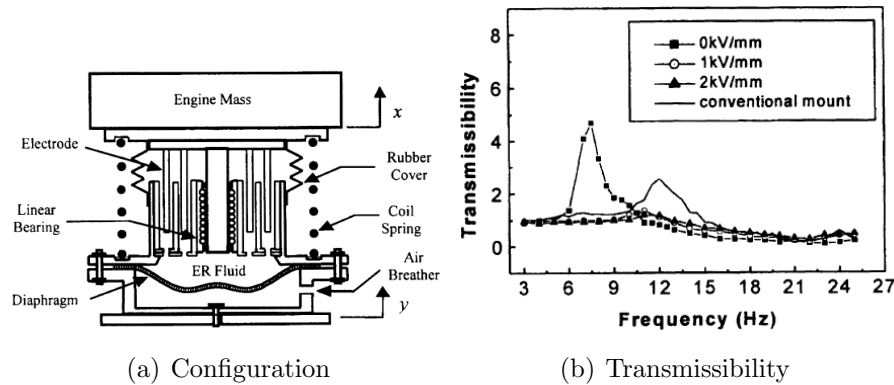 Engine Mass
x
Electrode
Rubber
Cover
Linear
Bearing
Coil
Spring
ER Fluid
Air
Breather
Diaphragm
y
(a) Configuration
Transmissibility
8
6
4
2
0
0kV/mm
1kV/mm
2kV/mm
conventional mount
3 6 9 12 15 18 21 24 27
Frequency (Hz)
(b) Transmissibility